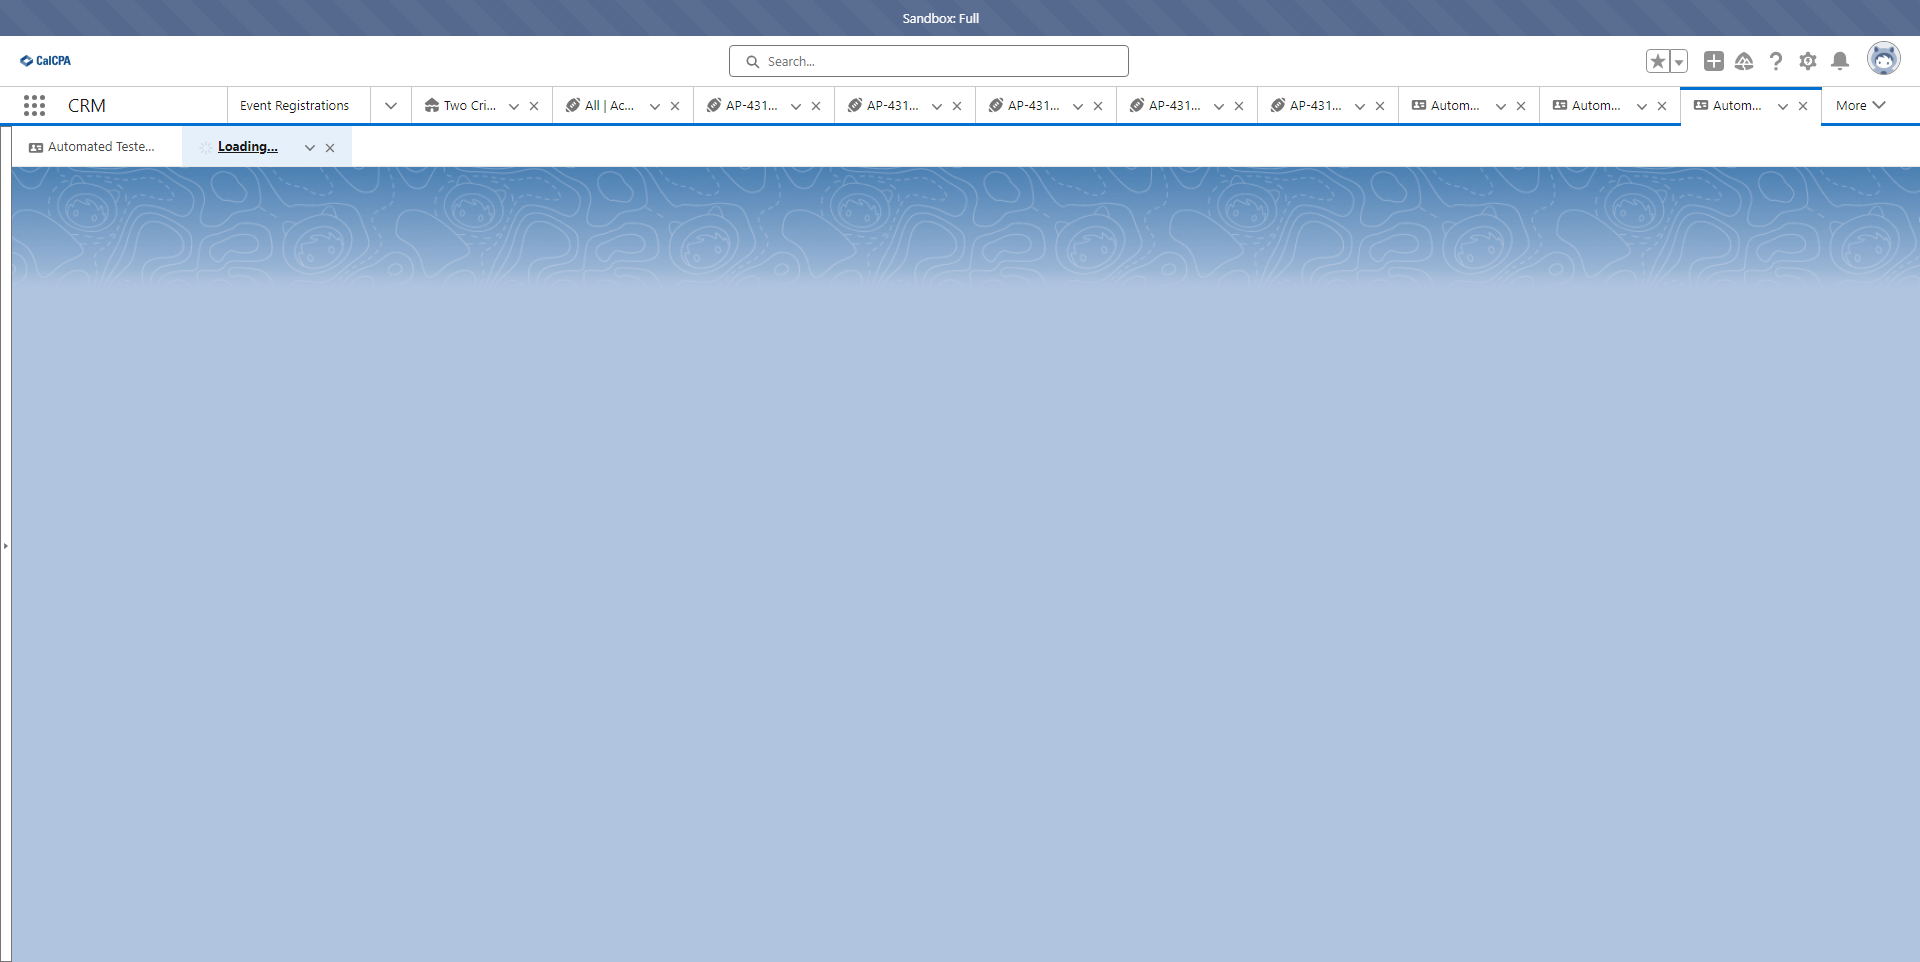 Sandbox: Full
CalCPA
Search...
CRM
Event Registrations
Two Cri...
All | Ac...
AP-431...
AP-431...
AP-431...
AP-431...
AP-431...
Autom...
Autom...
Autom...
More
Automated Teste...
Loading...